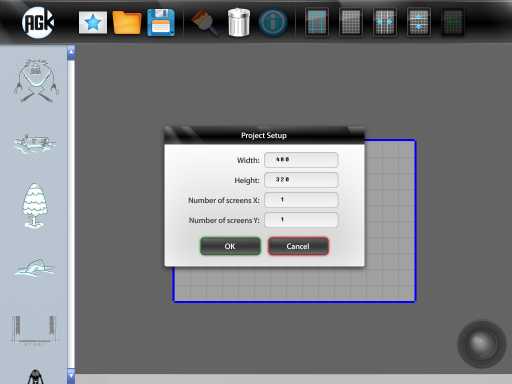 AGK
Project Setup
Width: 480
Height: 320
Number of screens X: 1
Number of screens Y: 1
OK Cancel